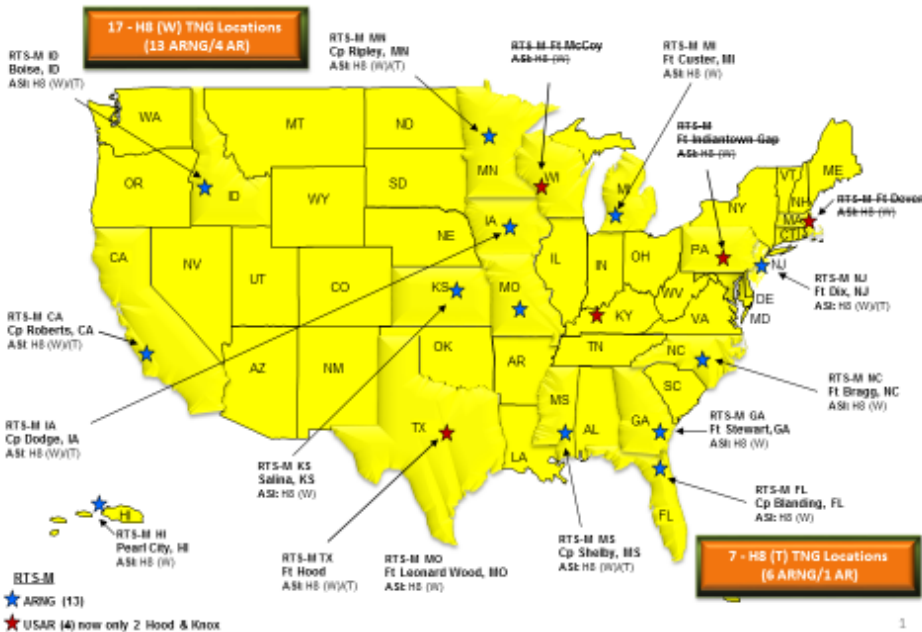 17 - H8 (W) TNG Locations
(13 ARNG/4 AR)
RTS-M ID
Boise, ID
ASI: H8 (W)/(T)
RTS-M MN
Cp Ripley, MN
ASI: H8 (W)/(T)
RTS-M Ft McCoy
ASI: H8 (W)
RTS-M MI
Ft Custer, MI
ASI: H8 (W)
RTS-M
Ft Indiantown Gap
ASI: H8 (W)
RTS-M Ft Deven
ASI: H8 (W)
WA
MT
ND
MN
WI
MI
VT
NH
ME
OR
ID
WY
SD
IA
NY
MA
CT
CA
NV
UT
CO
NE
KS
MO
IL
IN
OH
PA
NJ
WV
VA
DE
MD
KY
AZ
NM
OK
AR
TN
NC
SC
TX
LA
MS
AL
GA
FL
HI
RTS-M NJ
Ft Dix, NJ
ASI: H8 (W)/(T)
RTS-M CA
Cp Roberts, CA
ASI: H8 (W)/(T)
RTS-M NC
Ft Bragg, NC
ASI: H8 (W)
RTS-M IA
Cp Dodge, IA
ASI: H8 (W)/(T)
RTS-M GA
Ft Stewart,GA
ASI: H8 (W)
RTS-M KS
Salina, KS
ASI: H8 (W)
RTS-M FL
Cp Blanding, FL
ASI: H8 (W)
RTS-M HI
Pearl City, HI
ASI: H8 (W)
RTS-M TX
Ft Hood
ASI: H8 (W)/(T)
RTS-M MO
Ft Leonard Wood, MO
ASI: H8 (W)
RTS-M MS
Cp Shelby, MS
ASI: H8 (W)/(T)
7 - H8 (T) TNG Locations
(6 ARNG/1 AR)
RTS-M
ARNG (13)
USAR (4) now only 2 Hood & Knox
1